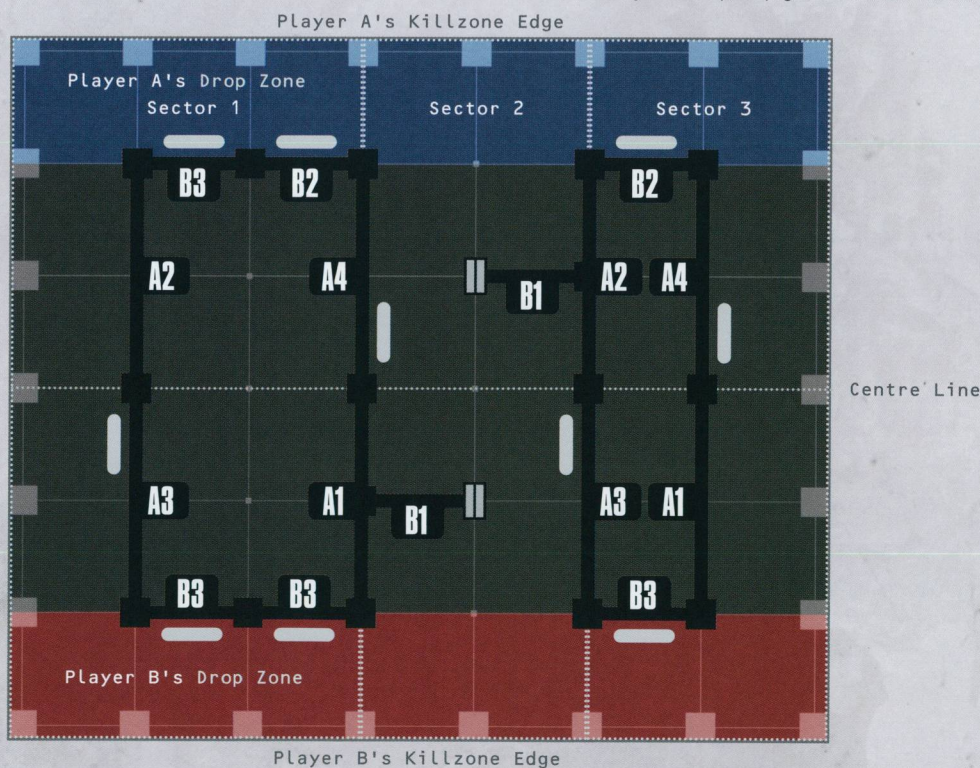 Player A's Killzone Edge
Player A's Drop Zone
Sector 1
Sector 2
Sector 3
B3
B2
B2
A2
A4
B1
A2
A4
Centre Line
A3
A1
B1
A3
A1
B3
B3
B3
Player B's Drop Zone
Player B's Killzone Edge